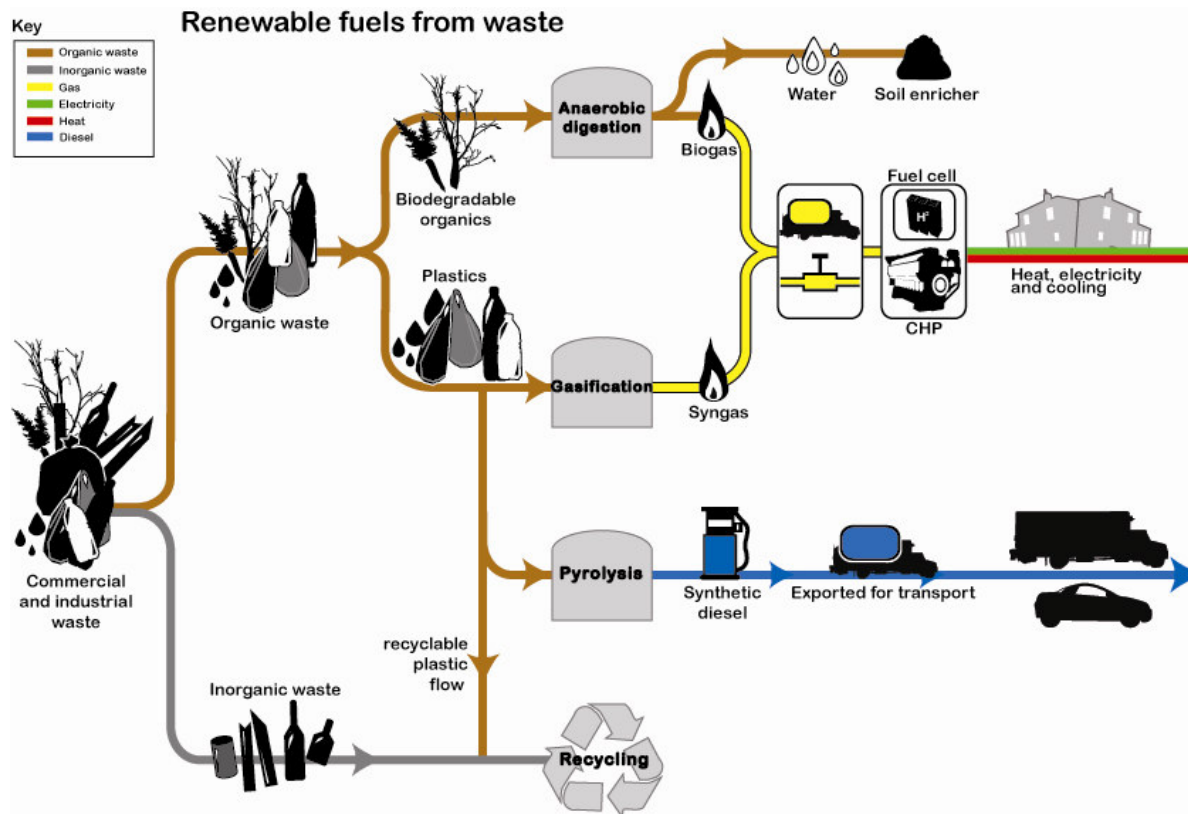 Renewable fuels from waste
Key
Organic waste
Inorganic waste
Gas
Electricity
Heat
Diesel
Anaerobic
digestion
Water
Soil enricher
Biogas
Biodegradable
organics
Fuel cell
H²
CHP
Heat, electricity
and cooling
Organic waste
Plastics
Gasification
Syngas
Commercial
and industrial
waste
Pyrolysis
Synthetic
diesel
Exported for transport
recyclable
plastic
flow
Inorganic waste
Recycling